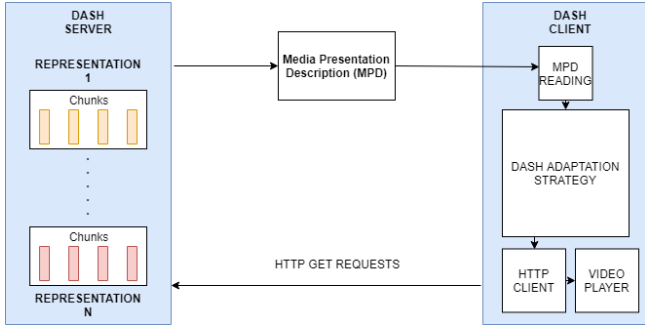 DASH
SERVER
REPRESENTATION
1
Chunks
Chunks
REPRESENTATION
N
Media Presentation
Description (MPD)
HTTP GET REQUESTS
DASH
CLIENT
MPD
READING
DASH ADAPTATION
STRATEGY
HTTP
CLIENT
VIDEO
PLAYER